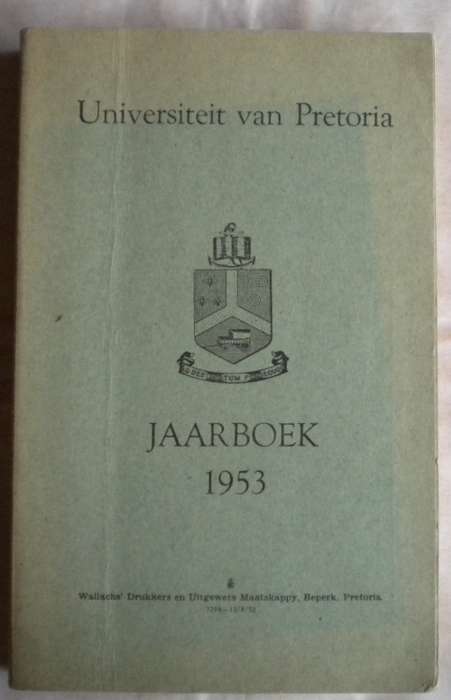 Universiteit van Pretoria
JAARBOEK
1953
Wallachs' Drukkers en Uitgewers Maatskappy, Beperk, Pretoria.